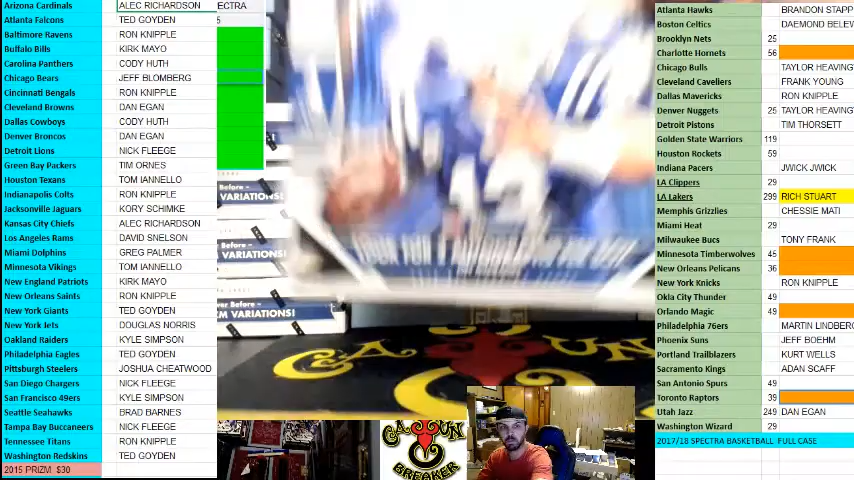 Arizona Cardinals ALEC RICHARDSON ECTRA
Atlanta Falcons TED GOYDEN
Baltimore Ravens RON KNIPPLE
Buffalo Bills KIRK MAYO
Carolina Panthers CODY HUTH
Chicago Bears JEFF BLOMBERG
Cincinnati Bengals RON KNIPPLE
Cleveland Browns DAN EGAN
Dallas Cowboys CODY HUTH
Denver Broncos DAN EGAN
Detroit Lions NICK FLEEGE
Green Bay Packers TIM ORNES
Houston Texans TOM IANNELLO
Indianapolis Colts RON KNIPPLE
Jacksonville Jaguars KORY SCHIMKE
Kansas City Chiefs ALEC RICHARDSON
Los Angeles Rams DAVID SNELSON
Miami Dolphins GREG PALMER
Minnesota Vikings TOM IANNELLO
New England Patriots KIRK MAYO
New Orleans Saints RON KNIPPLE
New York Giants TED GOYDEN
New York Jets DOUGLAS NORRIS
Oakland Raiders KYLE SIMPSON
Philadelphia Eagles TED GOYDEN
Pittsburgh Steelers JOSHUA CHEATWOOD
San Diego Chargers NICK FLEEGE
San Francisco 49ers KYLE SIMPSON
Seattle Seahawks BRAD BARNES
Tampa Bay Buccaneers NICK FLEEGE
Tennessee Titans RON KNIPPLE
Washington Redskins TED GOYDEN
2015 PRIZM $30
Before –
VARIATIONS!
Before –
VARIATIONS!
Before –
M VARIATIONS!
ver Before –
M VARIATIONS!
12
CAJUN
CAJUN
BREAKER
Atlanta Hawks BRANDON STAPP
Boston Celtics DAEMOND BELEW
Brooklyn Nets 25
Charlotte Hornets 56
Chicago Bulls TAYLOR HEAVING
Cleveland Caveliers FRANK YOUNG
Dallas Mavericks RON KNIPPLE
Denver Nuggets 25 TAYLOR HEAVING
Detroit Pistons TIM THORSETT
Golden State Warriors 119
Houston Rockets 59
Indiana Pacers JWICK JWICK
LA Clippers 29
LA Lakers 299 RICH STUART
Memphis Grizzlies CHESSIE MATI
Miami Heat 29
Milwaukee Bucs TONY FRANK
Minnesota Timberwolves 45
New Orleans Pelicans 36
New York Knicks RON KNIPPLE
Okla City Thunder 49
Orlando Magic 49
Philadelphia 76ers MARTIN LINDBERG
Phoenix Suns JEFF BOEHM
Portland Trailblazers KURT WELLS
Sacramento Kings ADAN SCAFF
San Antonio Spurs 49
Toronto Raptors 39
Utah Jazz 249 DAN EGAN
Washington Wizard 29
2017/18 SPECTRA BASKETBALL FULL CASE